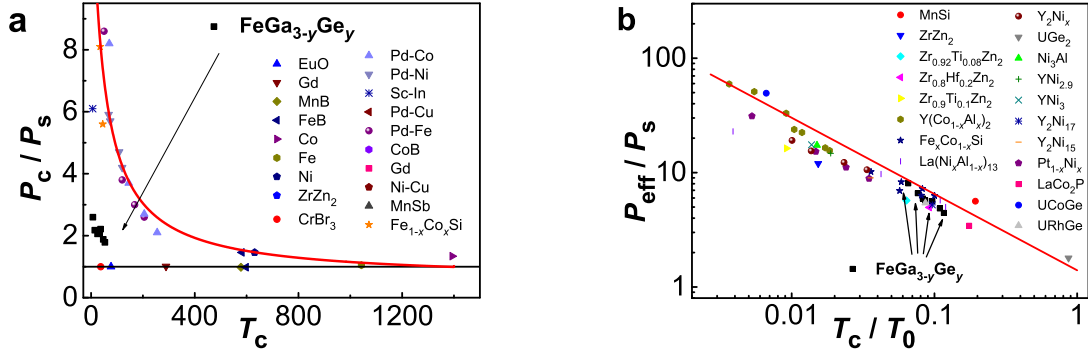 a
FeGa3-yGey
EuO
Gd
MnB
FeB
Co
Fe
Ni
ZrZn2
CrBr3
Pd-Co
Pd-Ni
Sc-In
Pd-Cu
Pd-Fe
CoB
Gd
Ni-Cu
MnSb
Fe1-xCoxSi
8
6
4
2
0
Pc / Ps
0 400 800 1200
Tc
b
MnSi
ZrZn2
Zr0.92Ti0.08Zn2
Zr0.8Hf0.2Zn2
Zr0.9Ti0.1Zn2
Y(Co1-xAlx)2
FexCo1-xSi
La(NixAl1-x)13
Y2Nix
UGe2
Ni3Al
YNi2.9
YNi3
Y2Ni17
Y2Ni15
Pt1-xNix
LaCo2P
UCoGe
URhGe
100
10
1
Peff / Ps
FeGa3-yGey
0.01 0.1 1
Tc / T0